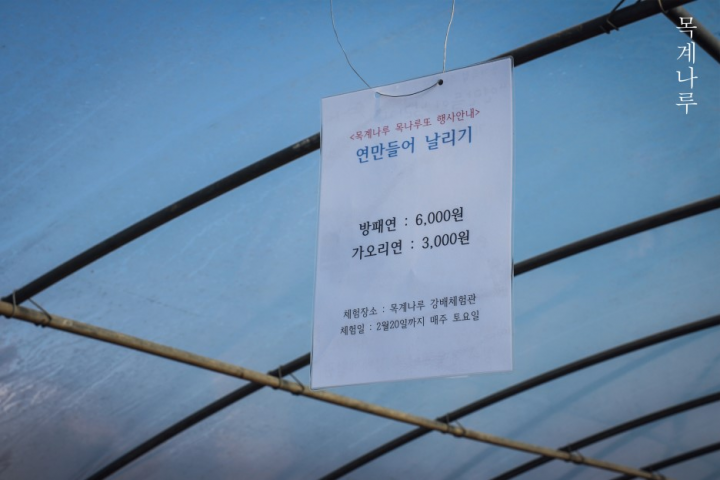 <목계나루 목나루또 행사안내>
연만들어 날리기
방패연 : 6,000원
가오리연 : 3,000원
체험장소 : 목계나루 강배체험관
체험일 : 2월20일까지 매주 토요일
목계나루